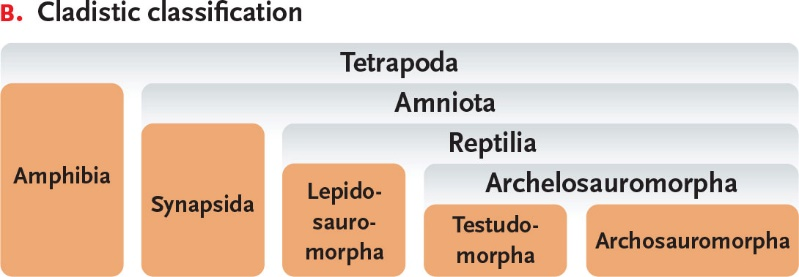 B. Cladistic classification
Tetrapoda
Amniota
Reptilia
Archelosauromorpha
Amphibia
Synapsida
Lepido-
sauro-
morpha
Testudo-
morpha
Archosauromorpha